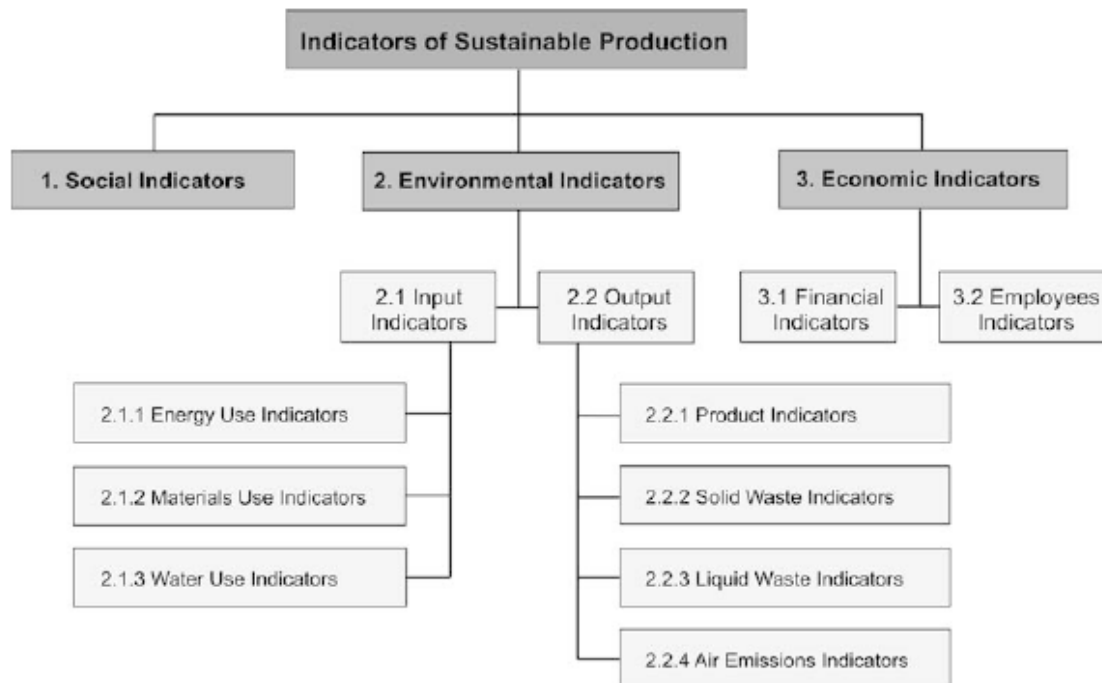 Indicators of Sustainable Production
1. Social Indicators
2. Environmental Indicators
3. Economic Indicators
2.1 Input
Indicators
2.2 Output
Indicators
3.1 Financial
Indicators
3.2 Employees
Indicators
2.1.1 Energy Use Indicators
2.1.2 Materials Use Indicators
2.1.3 Water Use Indicators
2.2.1 Product Indicators
2.2.2 Solid Waste Indicators
2.2.3 Liquid Waste Indicators
2.2.4 Air Emissions Indicators